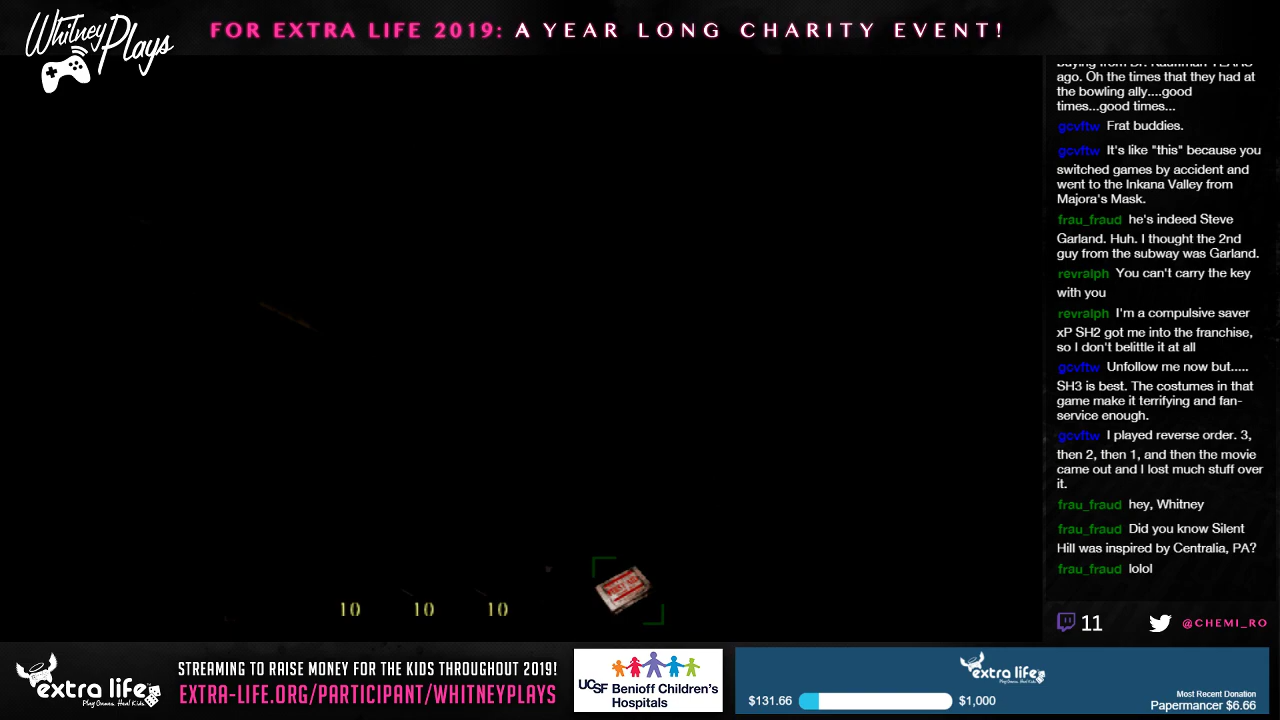 Whitney Plays
FOR EXTRA LIFE 2019: A YEAR LONG CHARITY EVENT!
ago. Oh the times that they had at
the bowling ally....good
times...good times...
gcvftw Frat buddies.
gcvftw It's like "this" because you
switched games by accident and
went to the Inkana Valley from
Majora's Mask.
frau_fraud he's indeed Steve
Garland. Huh. I thought the 2nd
guy from the subway was Garland.
revralph You can't carry the key
with you
revralph I'm a compulsive saver
xP SH2 got me into the franchise,
so I don't belittle it at all
gcvftw Unfollow me now but.....
SH3 is best. The costumes in that
game make it terrifying and fan-
service enough.
gcvftw I played reverse order. 3,
then 2, then 1, and then the movie
came out and I lost much stuff over
it.
frau_fraud hey, Whitney
frau_fraud Did you know Silent
Hill was inspired by Centralia, PA?
frau_fraud lolol
10 10 10
11 @CHEMI_RO
extra life
Play Games. Heal Kids.
STREAMING TO RAISE MONEY FOR THE KIDS THROUGHOUT 2019!
EXTRA-LIFE.ORG/PARTICIPANT/WHITNEYPLAYS
UCSF Benioff Children's
Hospitals
extra life
Play Games. Heal Kids.
$131.66 $1,000
Most Recent Donation
Papermancer $6.66